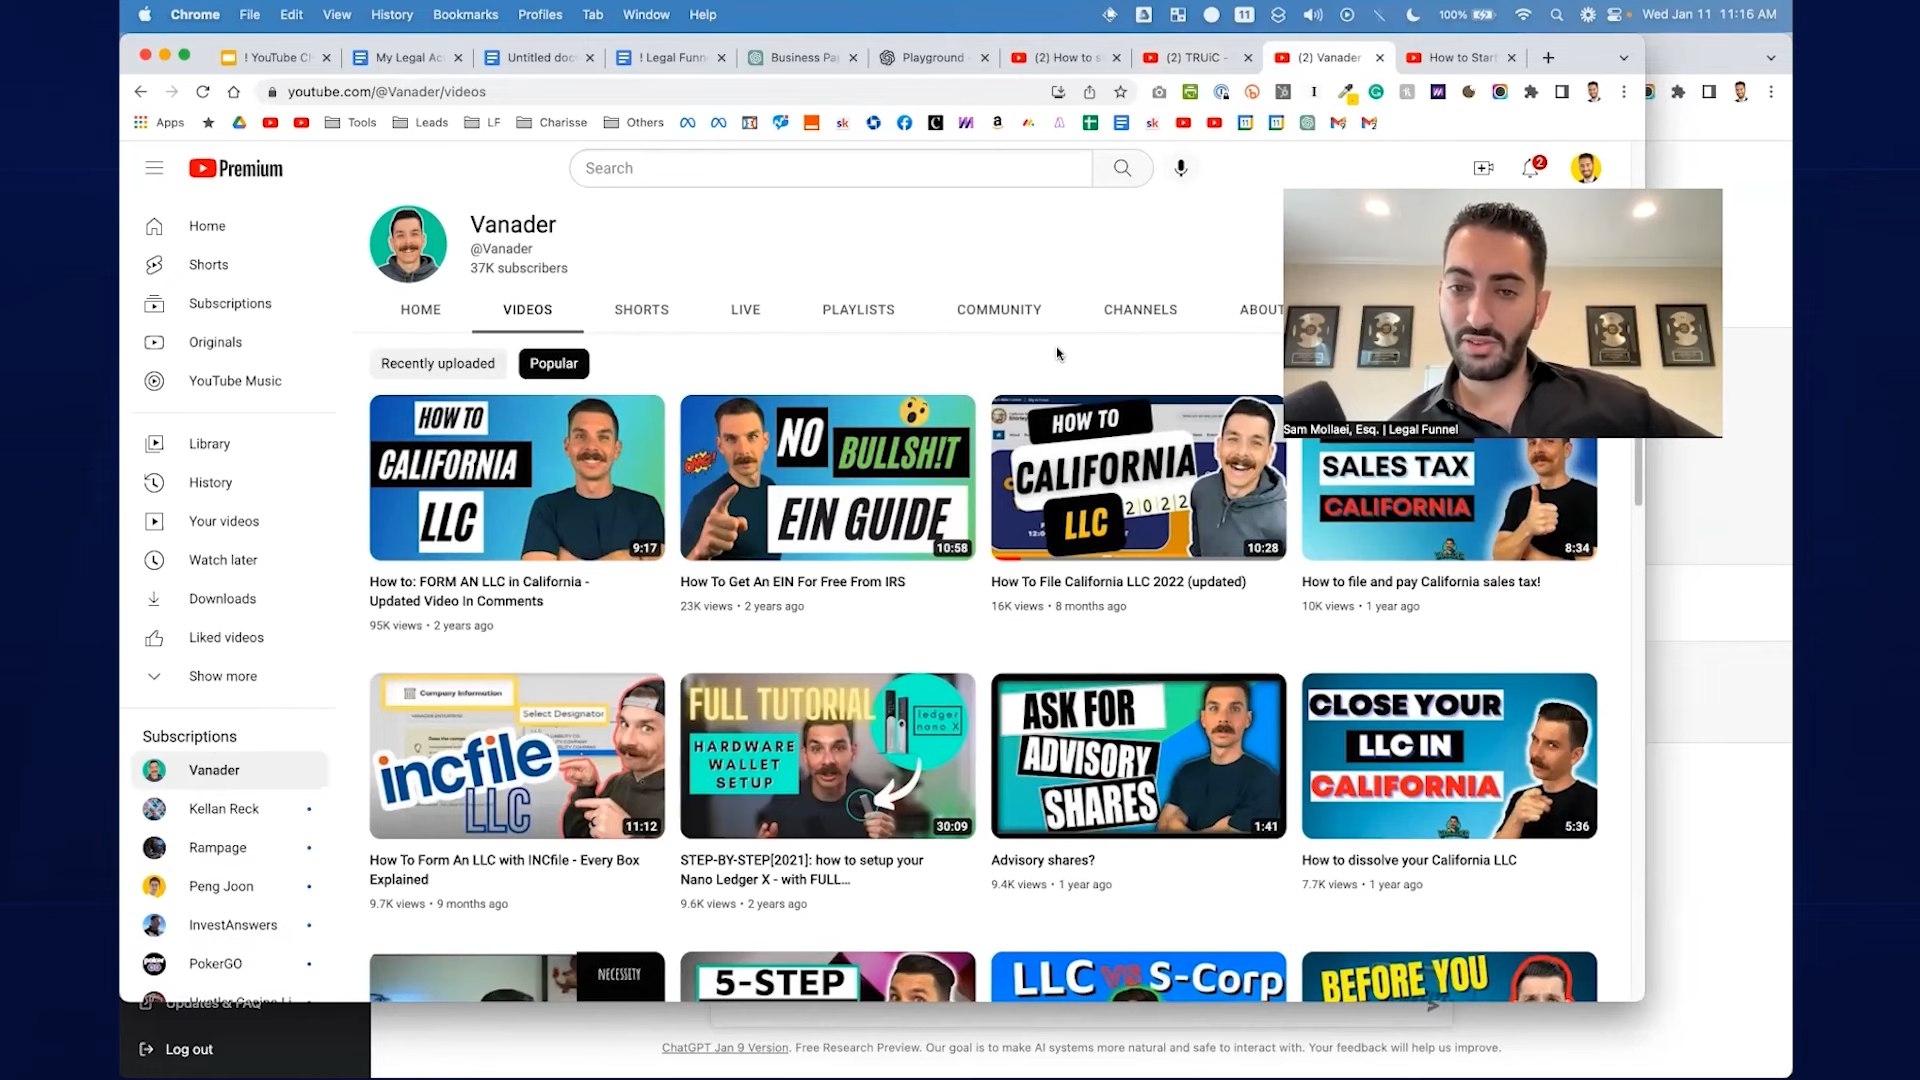 Chrome File Edit View History Bookmarks Profiles Tab Window Help
11 100% Wed Jan 11 11:16 AM
! YouTube C
My Legal Ac
Untitled doc
! Legal Funn
Business Pa
Playground
(2) How to s
(2) TRUiC -
(2) Vanader
How to Start
youtube.com/@Vanader/videos
Apps Tools Leads LF Charisse Others
Premium
Search
2
Home
Shorts
Subscriptions
Originals
YouTube Music
Library
History
Your videos
Watch later
Downloads
Liked videos
Show more
Subscriptions
Vanader
Kellan Reck
Rampage
Peng Joon
InvestAnswers
PokerGO
Updates & FAQ
Log out
Vanader
@Vanader
37K subscribers
HOME VIDEOS SHORTS LIVE PLAYLISTS COMMUNITY CHANNELS ABOUT
Sam Mollaei, Esq. | Legal Funnel
Recently uploaded Popular
HOW TO
CALIFORNIA
LLC
9:17
How to: FORM AN LLC in California -
Updated Video In Comments
95K views • 2 years ago
NO
BULLSH!T
EIN GUIDE
10:58
How To Get An EIN For Free From IRS
23K views • 2 years ago
HOW TO
CALIFORNIA
LLC
2022
10:28
How To File California LLC 2022 (updated)
16K views • 8 months ago
SALES TAX
CALIFORNIA
8:34
How to file and pay California sales tax!
10K views • 1 year ago
Company Information
Select Designator
incfile
LLC
11:12
How To Form An LLC with INCfile - Every Box
Explained
9.7K views • 9 months ago
FULL TUTORIAL
HARDWARE
WALLET
SETUP
ledger
nano X
30:09
STEP-BY-STEP[2021]: how to setup your
Nano Ledger X - with FULL...
9.6K views • 2 years ago
ASK FOR
ADVISORY
SHARES
1:41
Advisory shares?
9.4K views • 1 year ago
CLOSE YOUR
LLC IN
CALIFORNIA
5:36
How to dissolve your California LLC
7.7K views • 1 year ago
NECESSITY
5-STEP
LLC VS S-Corp
BEFORE YOU
ChatGPT Jan 9 Version. Free Research Preview. Our goal is to make AI systems more natural and safe to interact with. Your feedback will help us improve.